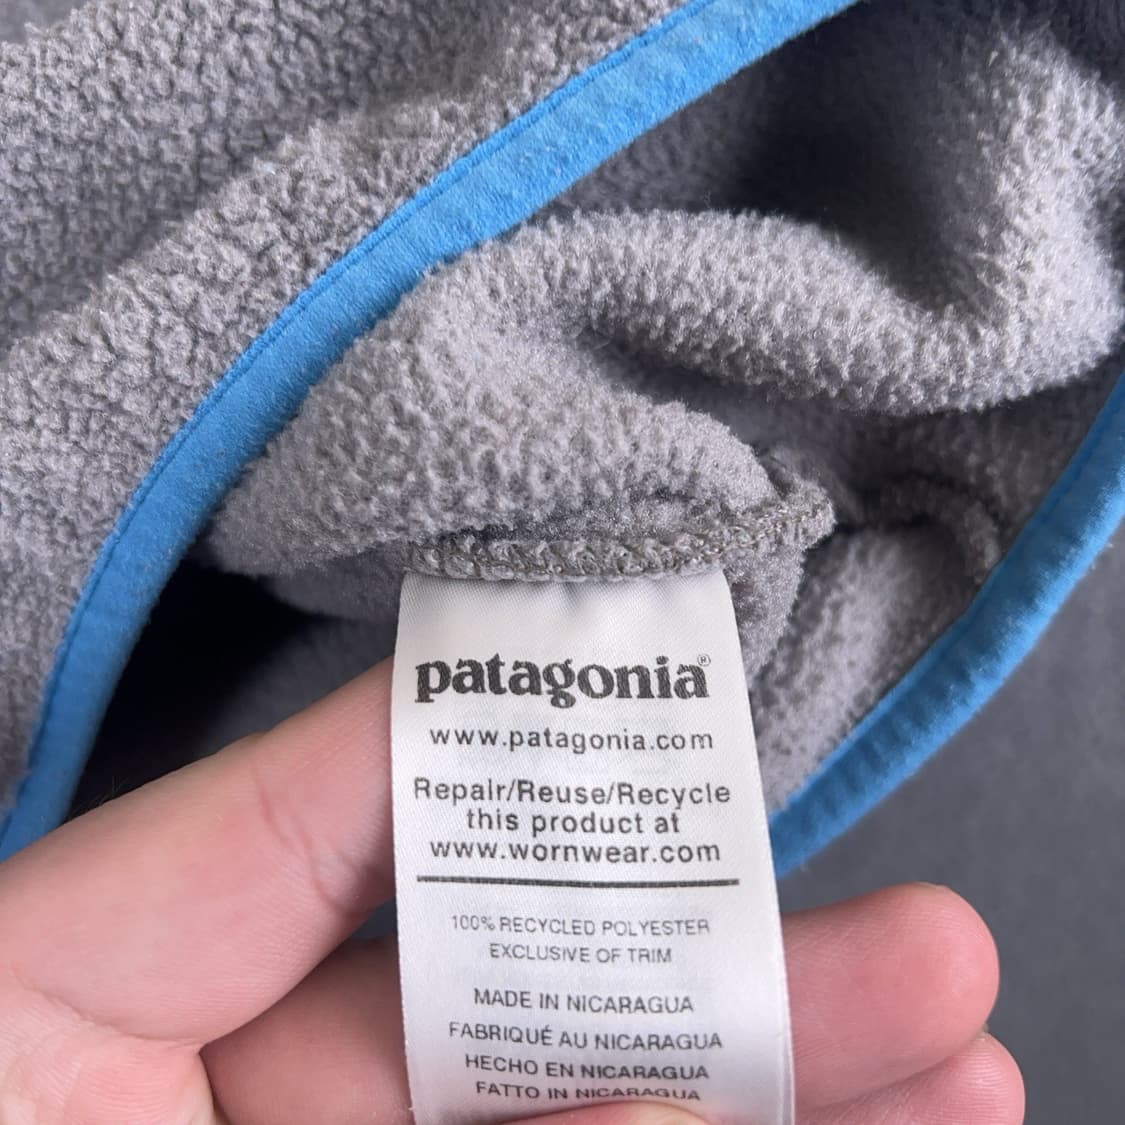 patagonia®
www.patagonia.com
Repair/Reuse/Recycle
this product at
www.wornwear.com
100% RECYCLED POLYESTER
EXCLUSIVE OF TRIM
MADE IN NICARAGUA
FABRIQUÉ AU NICARAGUA
HECHO EN NICARAGUA
FATTO IN NICARAGUA